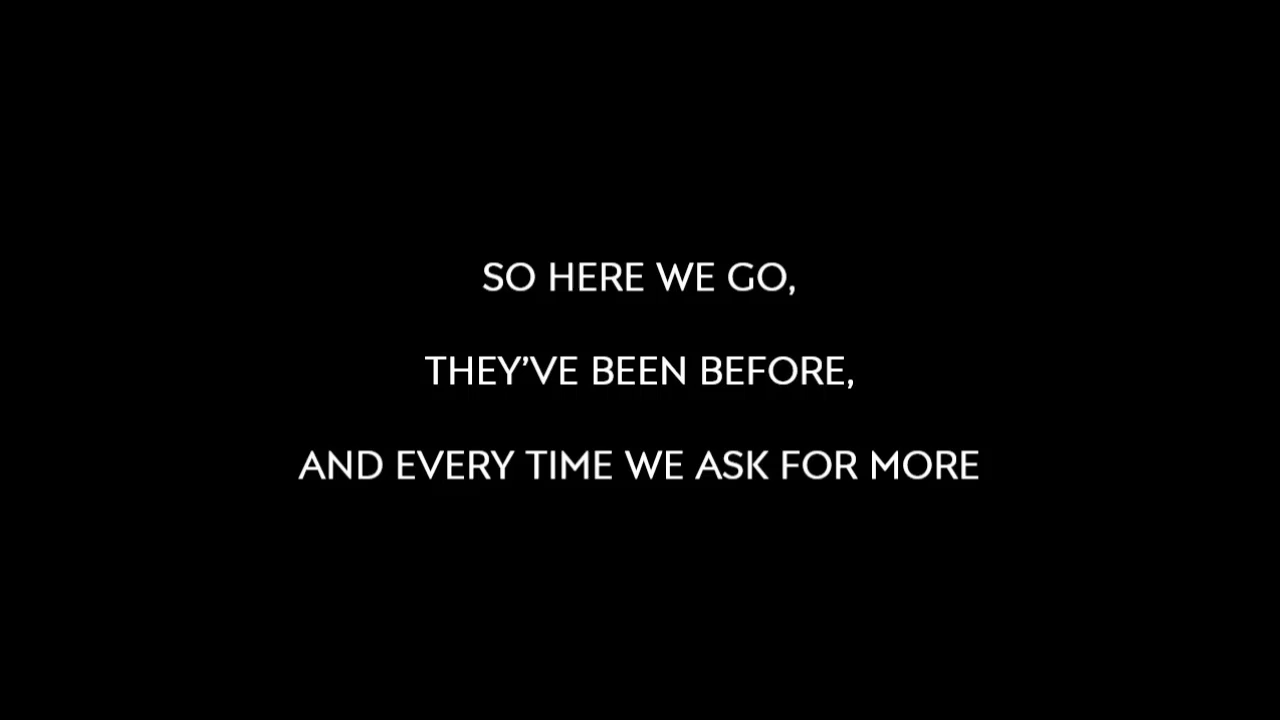 SO HERE WE GO,
THEY’VE BEEN BEFORE,
AND EVERY TIME WE ASK FOR MORE